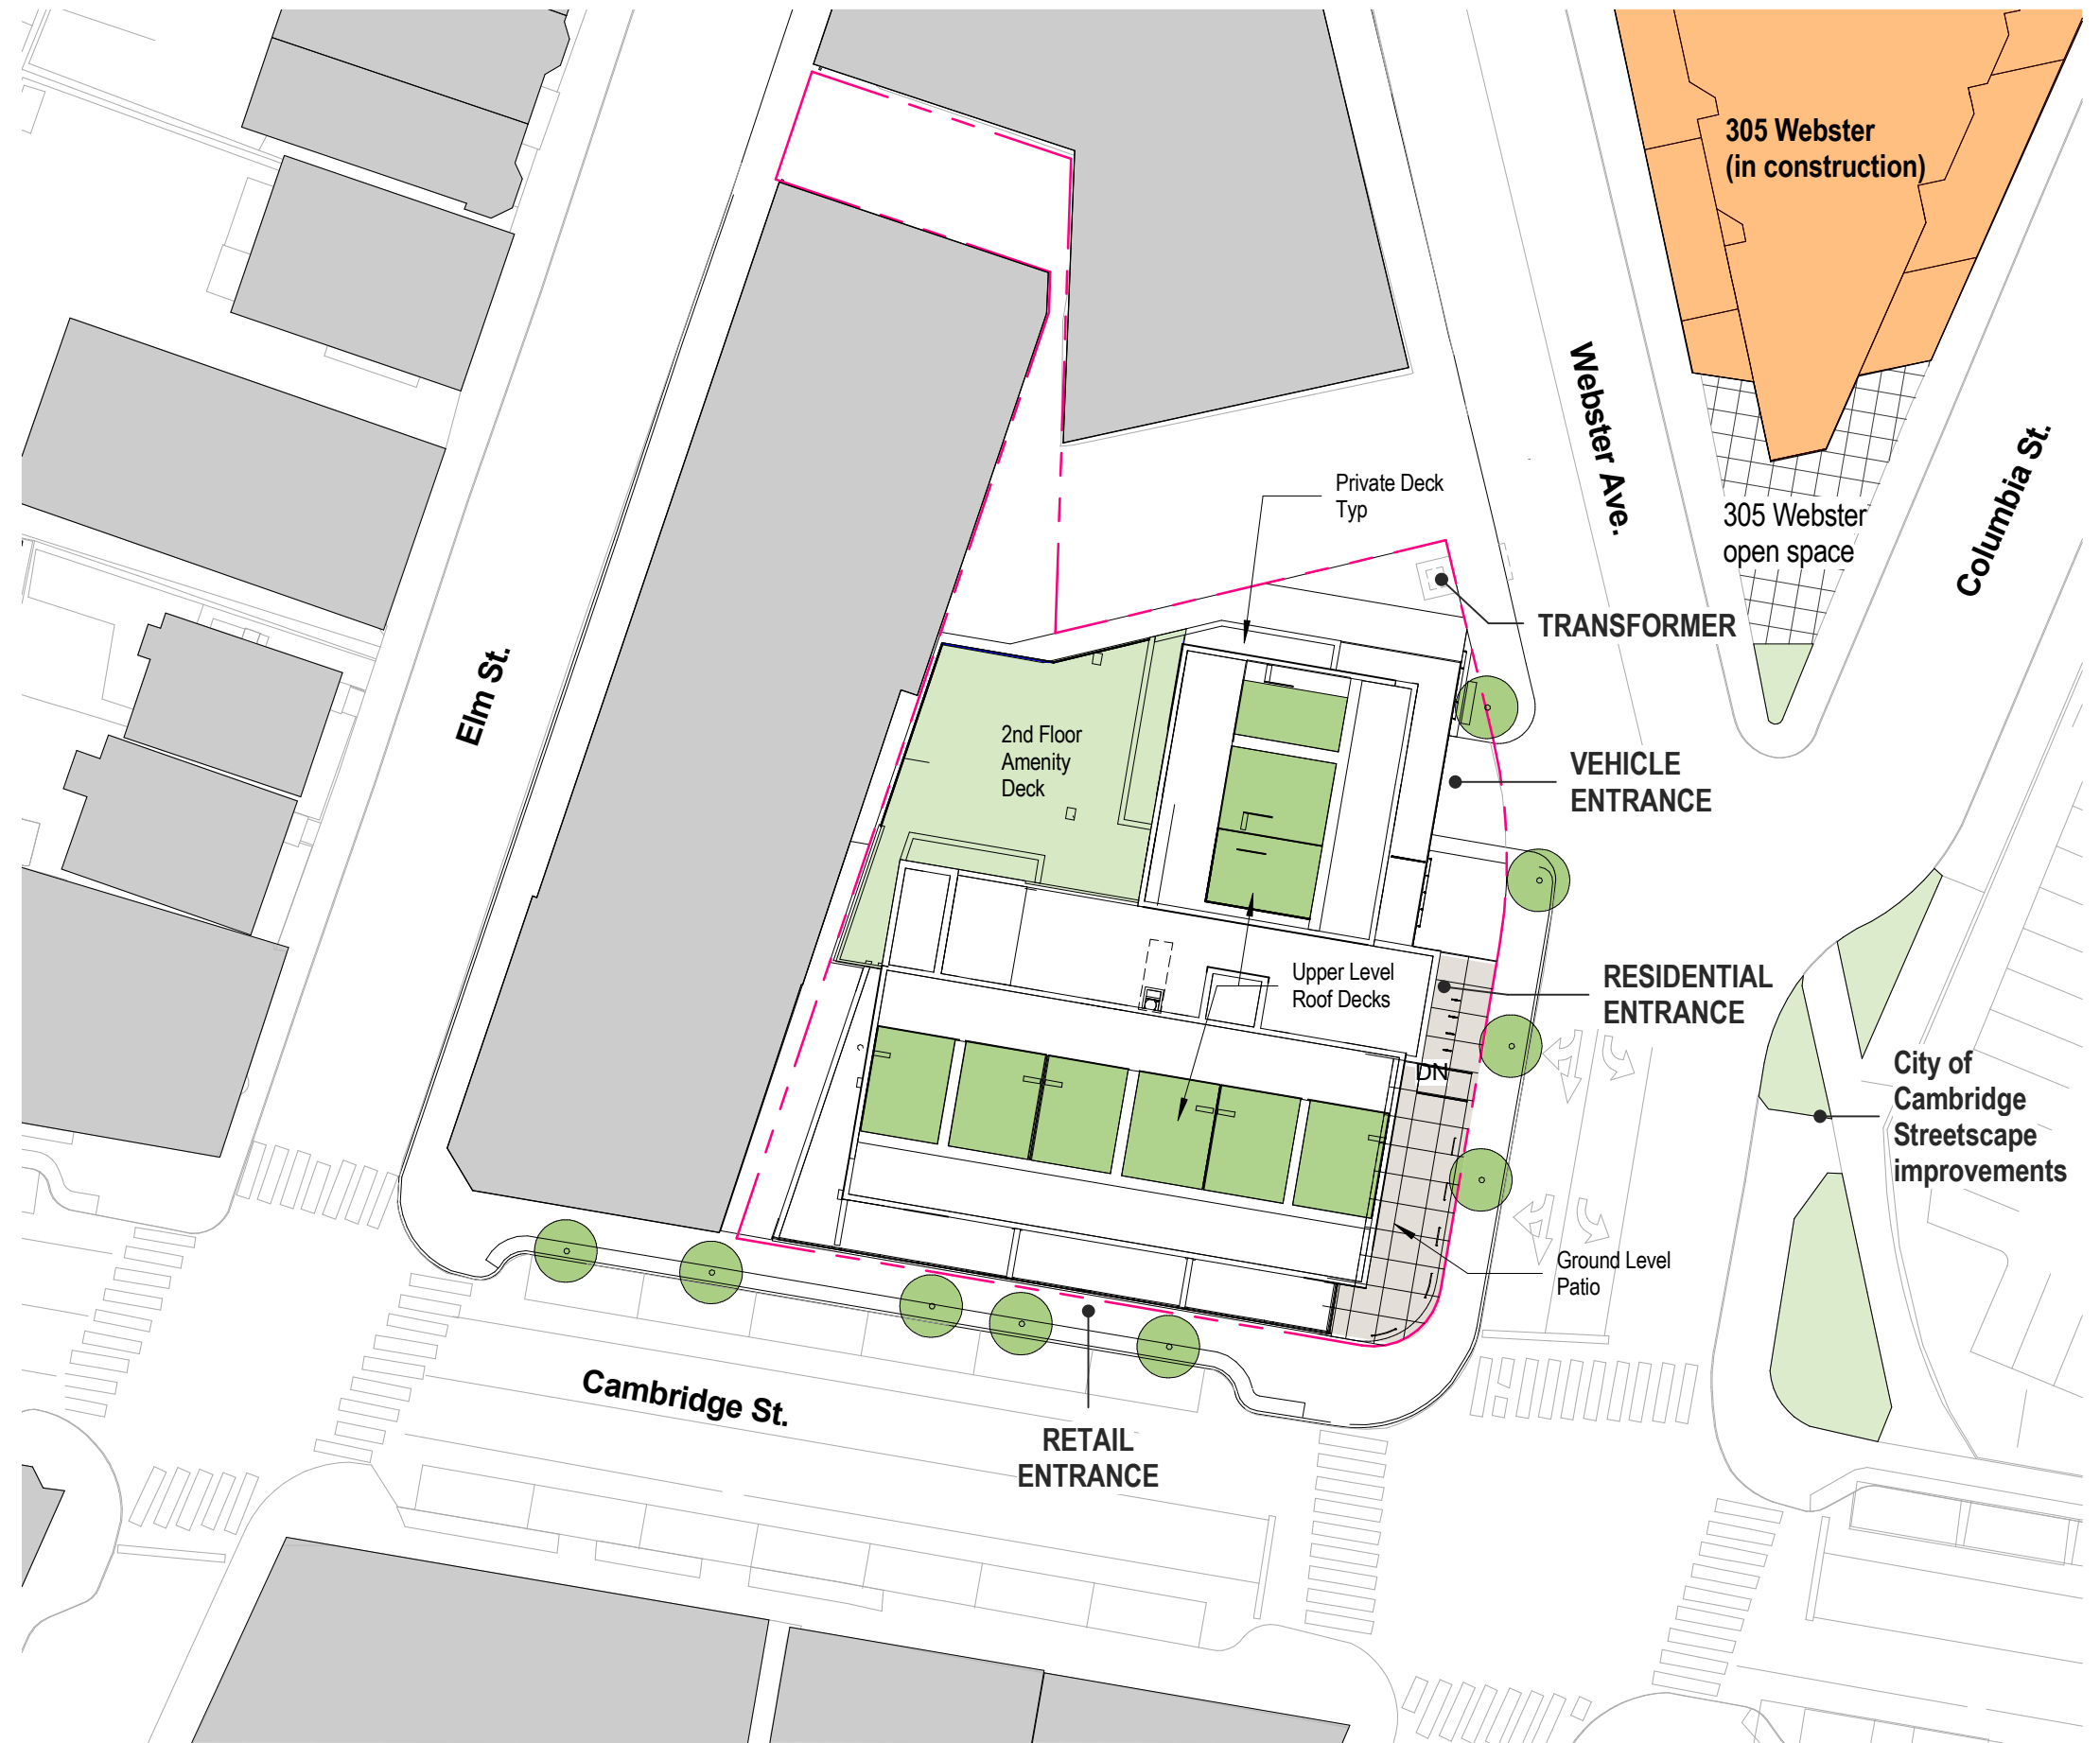 305 Webster
(in construction)
Webster Ave.
Columbia St.
Private Deck
Typ
305 Webster
open space
TRANSFORMER
Elm St.
2nd Floor
Amenity
Deck
VEHICLE
ENTRANCE
Upper Level
Roof Decks
RESIDENTIAL
ENTRANCE
DN
City of
Cambridge
Streetscape
improvements
Ground Level
Patio
Cambridge St.
RETAIL
ENTRANCE